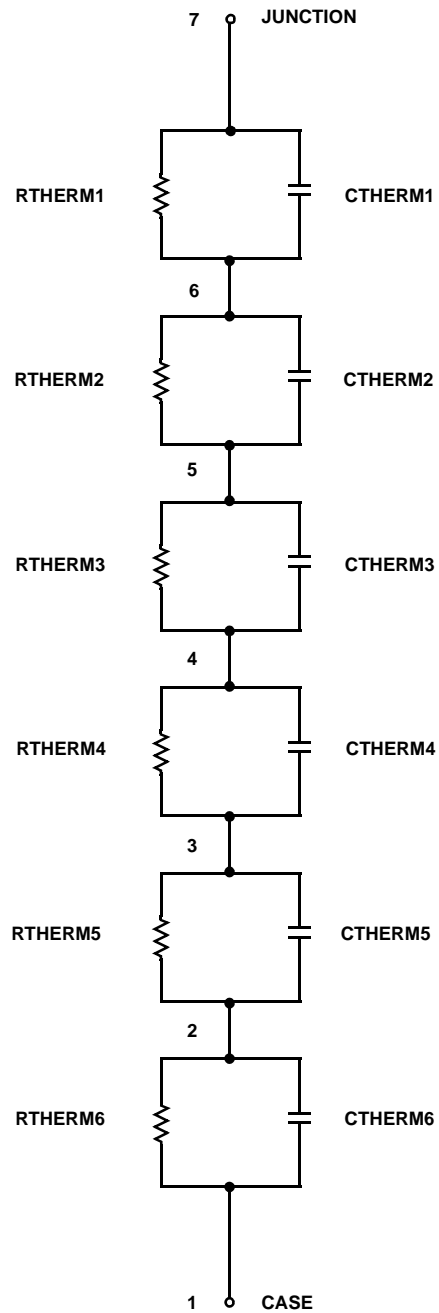 7 JUNCTION
RTHERM1 CTHERM1
6
RTHERM2 CTHERM2
5
RTHERM3 CTHERM3
4
RTHERM4 CTHERM4
3
RTHERM5 CTHERM5
2
RTHERM6 CTHERM6
1 CASE